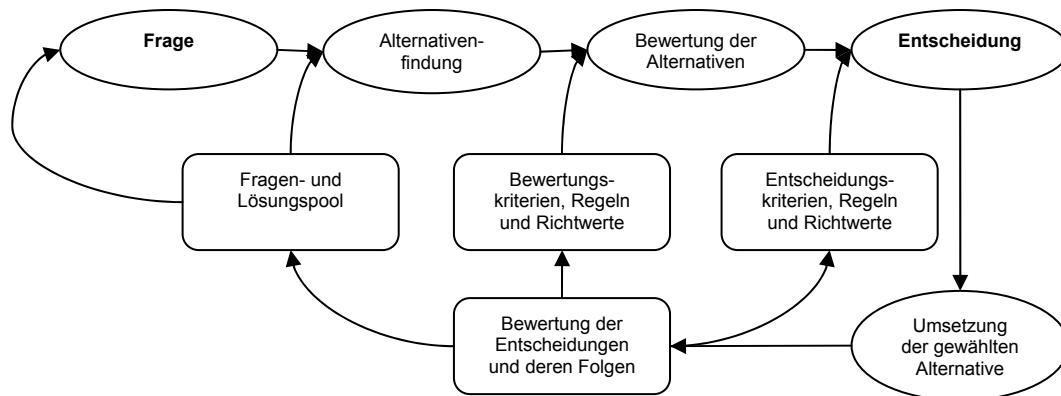 Frage
Alternativen-
findung
Bewertung der
Alternativen
Entscheidung
Fragen- und
Lösungspool
Bewertungs-
kriterien, Regeln
und Richtwerte
Entscheidungs-
kriterien, Regeln
und Richtwerte
Bewertung der
Entscheidungen
und deren Folgen
Umsetzung
der gewählten
Alternative